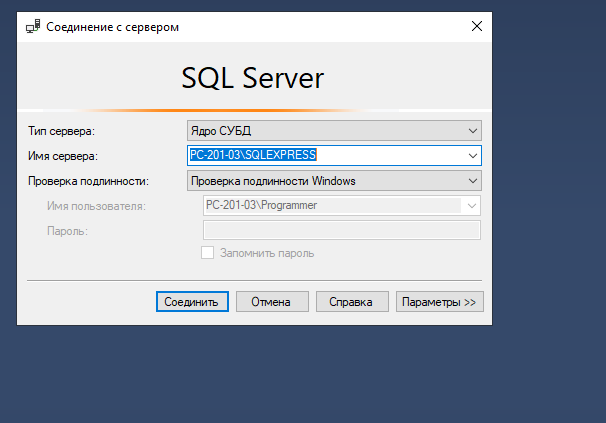 Соединение с сервером
SQL Server
Тип сервера: Ядро СУБД
Имя сервера: PC-201-03\SQLEXPRESS
Проверка подлинности: Проверка подлинности Windows
Имя пользователя: PC-201-03\Programmer
Пароль:
Запомнить пароль
Соединить Отмена Справка Параметры >>